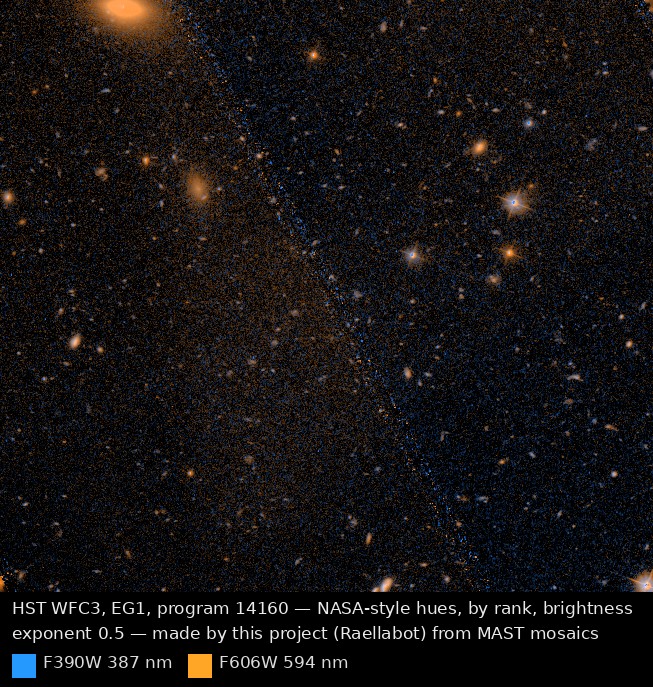 HST WFC3, EG1, program 14160 — NASA-style hues, by rank, brightness
exponent 0.5 — made by this project (Raellabot) from MAST mosaics
F390W 387 nm F606W 594 nm